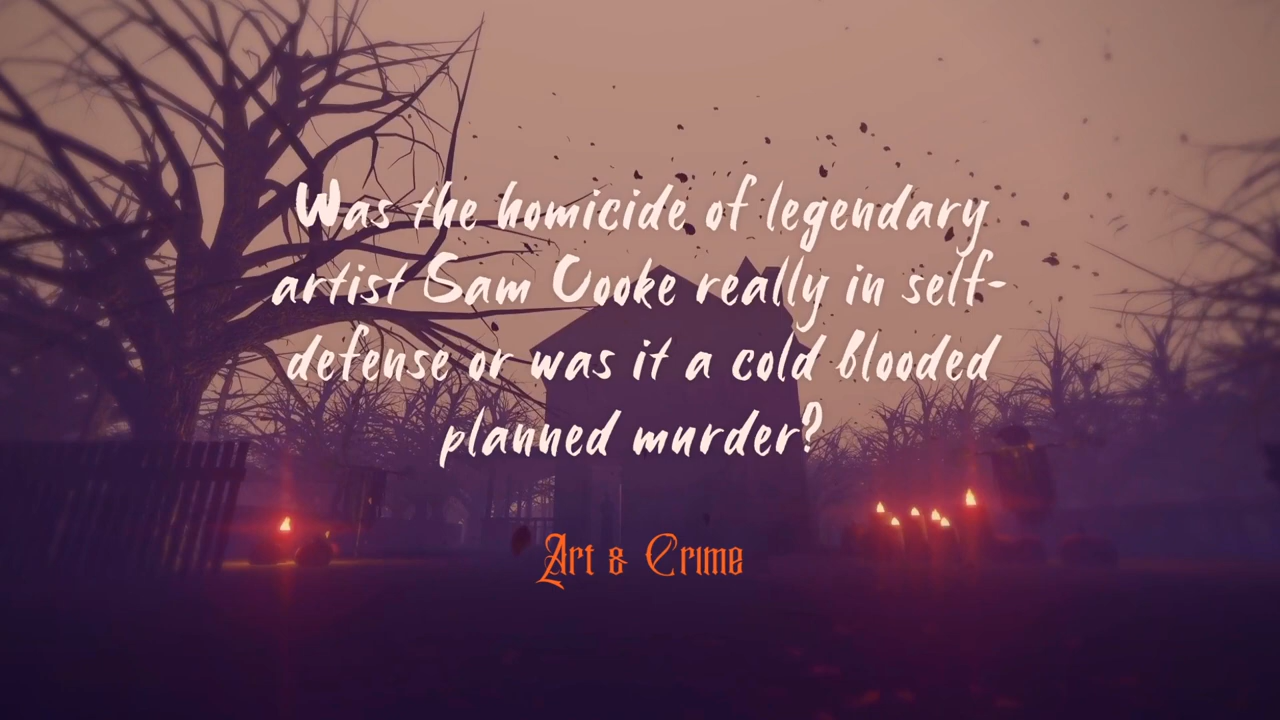 Was the homicide of legendary
artist Sam Cooke really in self-
defense or was it a cold blooded
planned murder?
Art & Crime